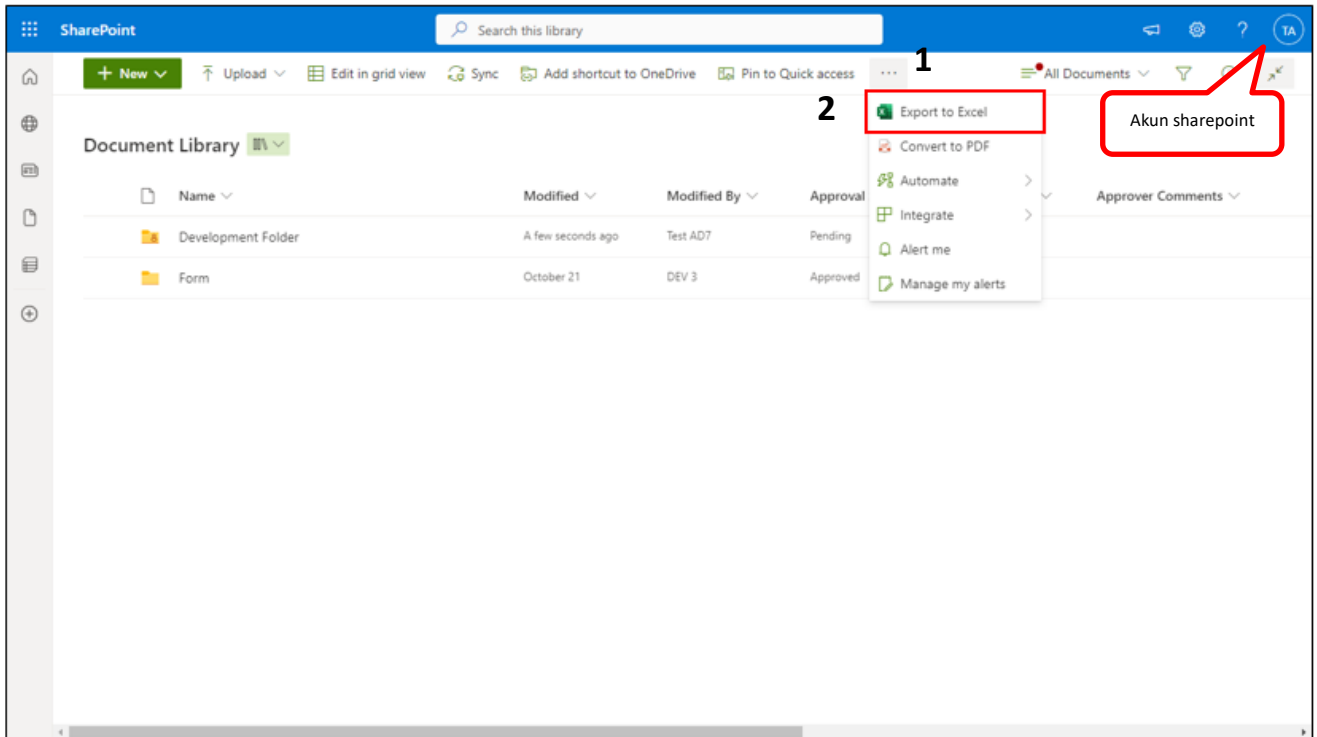 SharePoint
Search this library
?
TA
1
+ New
Upload
Edit in grid view
Sync
Add shortcut to OneDrive
Pin to Quick access
...
All Documents
2
Export to Excel
Akun sharepoint
Document Library
Convert to PDF
Automate
Name
Modified
Modified By
Approval
Approver Comments
Integrate
Development Folder
A few seconds ago
Test AD7
Pending
Alert me
Form
October 21
DEV 3
Approved
Manage my alerts